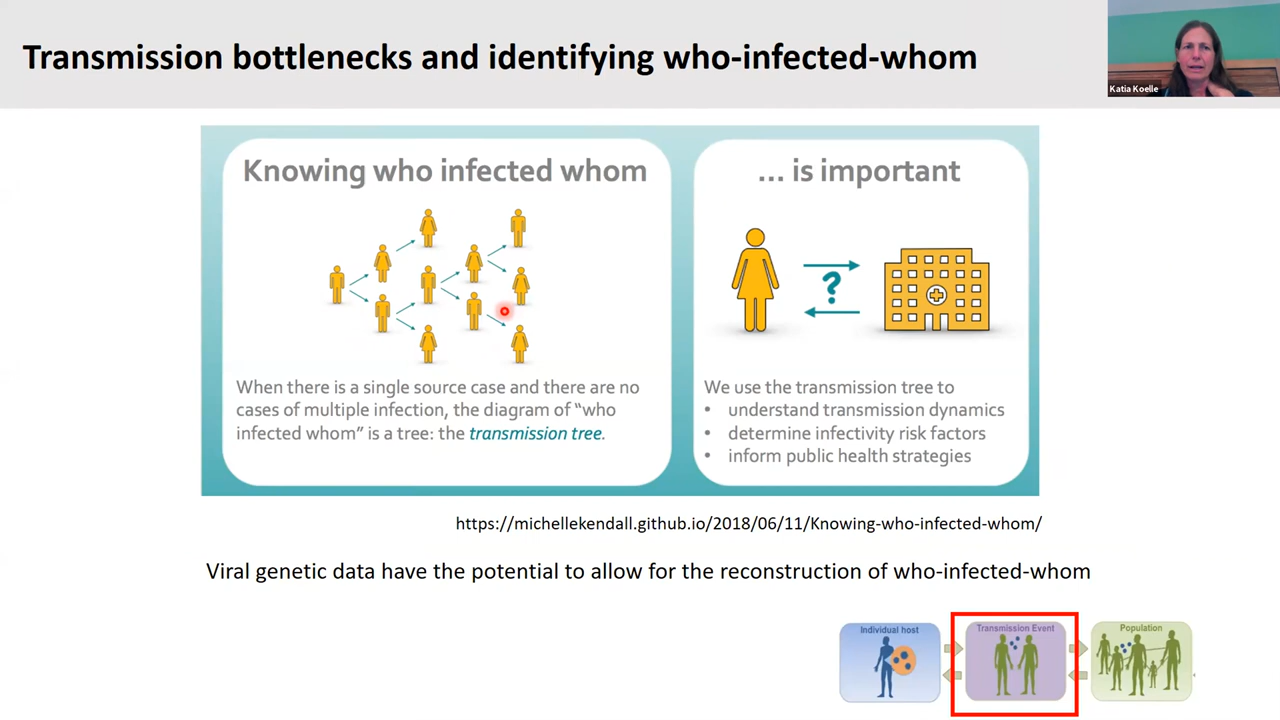 Transmission bottlenecks and identifying who-infected-whom
Katia Koelle
Knowing who infected whom
When there is a single source case and there are no
cases of multiple infection, the diagram of “who
infected whom” is a tree: the transmission tree.
... is important
?
We use the transmission tree to
• understand transmission dynamics
• determine infectivity risk factors
• inform public health strategies
https://michellekendall.github.io/2018/06/11/Knowing-who-infected-whom/
Viral genetic data have the potential to allow for the reconstruction of who-infected-whom
Individual host
Transmission Event
Population